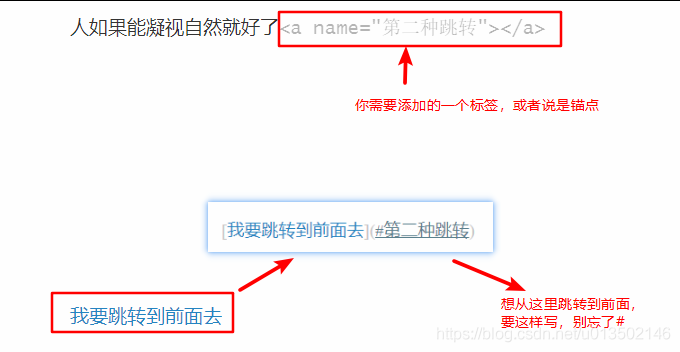 人如果能凝视自然就好了<a name="第二种跳转"></a>
你需要添加的一个标签，或者说是锚点
[我要跳转到前面去](#第二种跳转)
我要跳转到前面去
想从这里跳转到前面，
要这样写，别忘了#
https://blog.csdn.net/u013502146